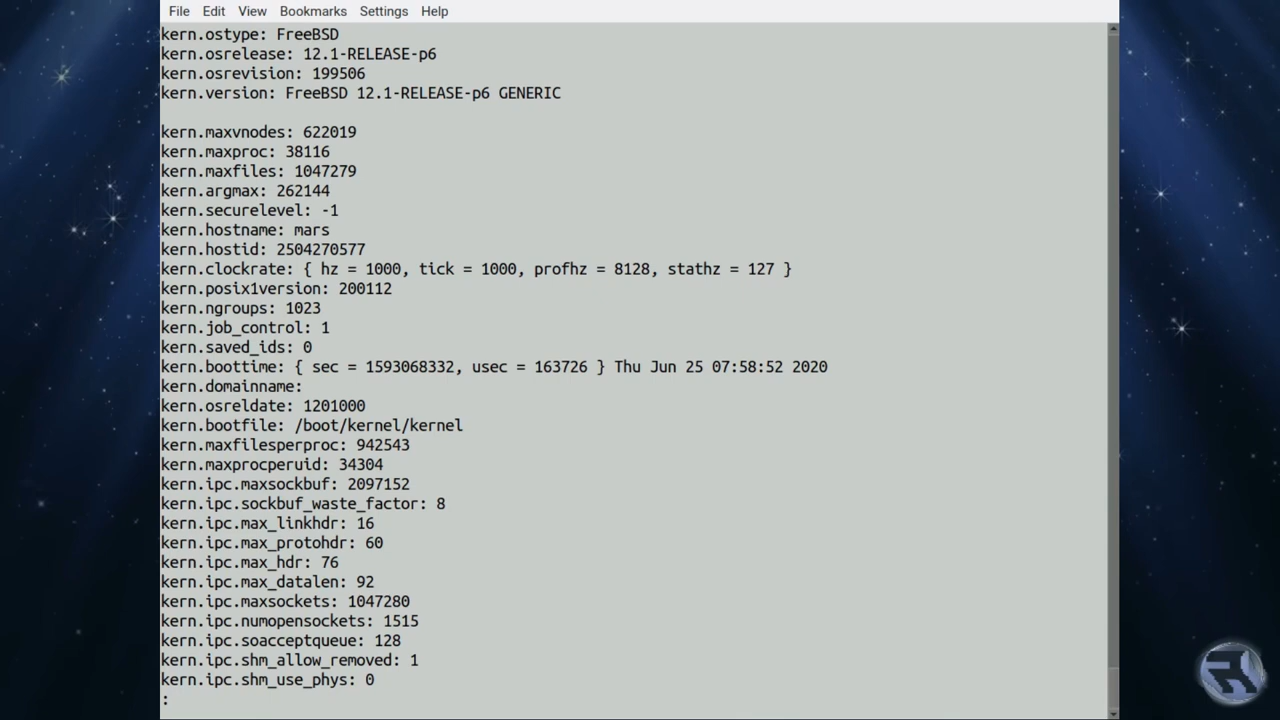 File Edit View Bookmarks Settings Help
kern.ostype: FreeBSD
kern.osrelease: 12.1-RELEASE-p6
kern.osrevision: 199506
kern.version: FreeBSD 12.1-RELEASE-p6 GENERIC
kern.maxvnodes: 622019
kern.maxproc: 38116
kern.maxfiles: 1047279
kern.argmax: 262144
kern.securelevel: -1
kern.hostname: mars
kern.hostid: 2504270577
kern.clockrate: { hz = 1000, tick = 1000, profhz = 8128, stathz = 127 }
kern.posix1version: 200112
kern.ngroups: 1023
kern.job_control: 1
kern.saved_ids: 0
kern.boottime: { sec = 1593068332, usec = 163726 } Thu Jun 25 07:58:52 2020
kern.domainname:
kern.osreldate: 1201000
kern.bootfile: /boot/kernel/kernel
kern.maxfilesperproc: 942543
kern.maxprocperuid: 34304
kern.ipc.maxsockbuf: 2097152
kern.ipc.sockbuf_waste_factor: 8
kern.ipc.max_linkhdr: 16
kern.ipc.max_protohdr: 60
kern.ipc.max_hdr: 76
kern.ipc.max_datalen: 92
kern.ipc.maxsockets: 1047280
kern.ipc.numopensockets: 1515
kern.ipc.soacceptqueue: 128
kern.ipc.shm_allow_removed: 1
kern.ipc.shm_use_phys: 0
: